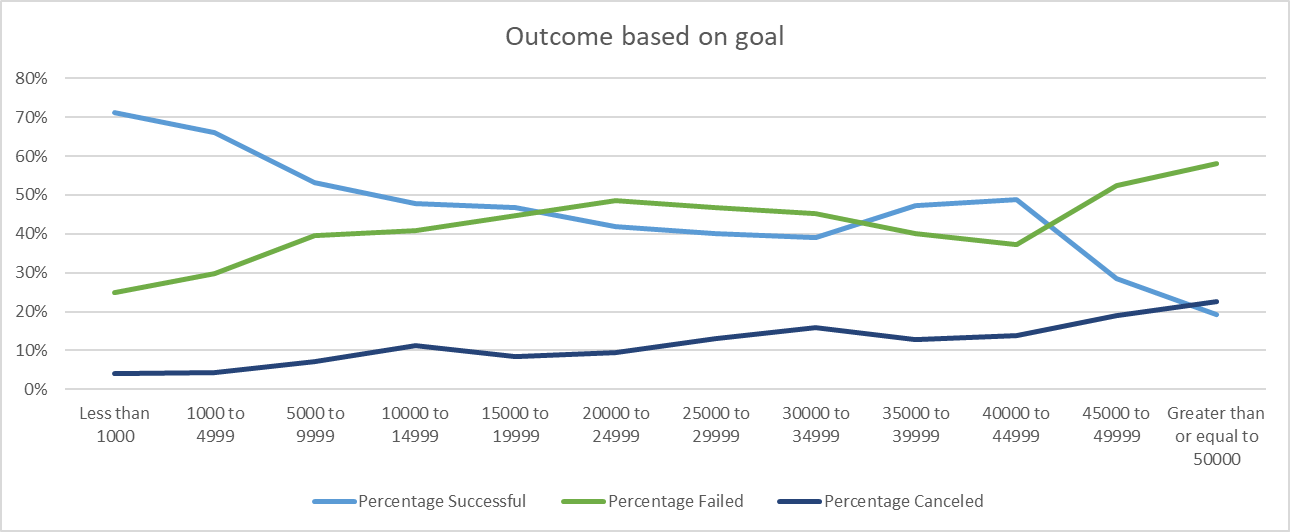 Outcome based on goal
80%
70%
60%
50%
40%
30%
20%
10%
0%
Less than
1000
1000 to
4999
5000 to
9999
10000 to
14999
15000 to
19999
20000 to
24999
25000 to
29999
30000 to
34999
35000 to
39999
40000 to
44999
45000 to
49999
Greater than
or equal to
50000
Percentage Successful
Percentage Failed
Percentage Canceled